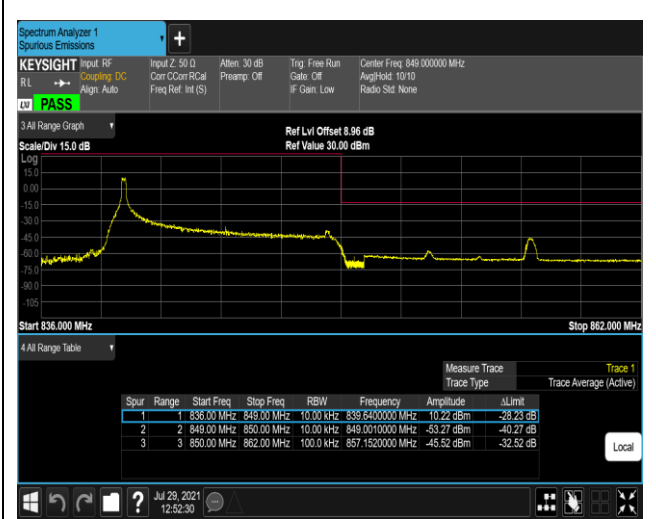 Spectrum Analyzer 1
Spurious Emissions
+
KEYSIGHT Input: RF Input Z: 50 Ω Atten: 30 dB Trig: Free Run Center Freq: 849.000000 MHz
RL Coupling: DC Corr CCorr RCal Preamp: Off Gate: Off Avg|Hold: 10/10
Align: Auto Freq Ref: Int (S) IF Gain: Low Radio Std: None
LXI PASS
3 All Range Graph
Ref Lvl Offset 8.96 dB
Scale/Div 15.0 dB Ref Value 30.00 dBm
Log
15.0
0.00
-15.0
-30.0
-45.0
-60.0
-75.0
-90.0
-105
Start 836.000 MHz Stop 862.000 MHz
4 All Range Table
Measure Trace Trace 1
Trace Type Trace Average (Active)
Spur Range Start Freq Stop Freq RBW Frequency Amplitude ΔLimit
1 1 836.00 MHz 849.00 MHz 10.00 kHz 839.6400000 MHz 10.22 dBm -28.23 dB
2 2 849.00 MHz 850.00 MHz 10.00 kHz 849.0010000 MHz -53.27 dBm -40.27 dB
3 3 850.00 MHz 862.00 MHz 100.0 kHz 857.1520000 MHz -45.52 dBm -32.52 dB
Local
? Jul 29, 2021
12:52:30